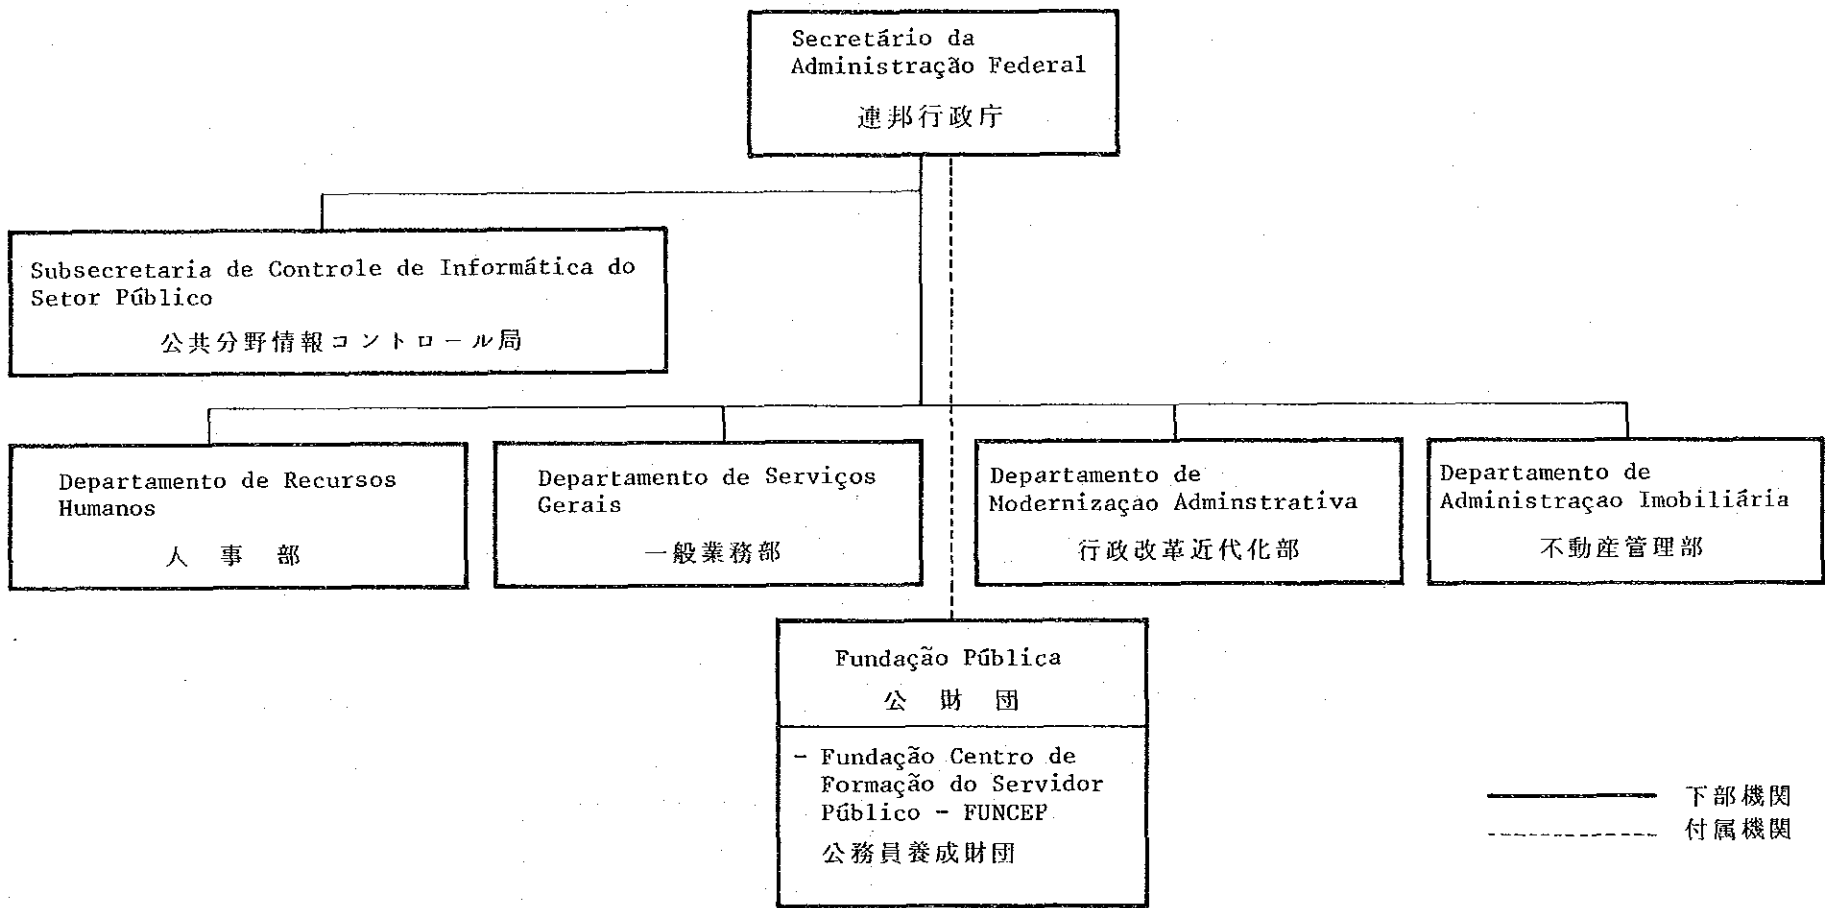 Secretário da
Administração Federal
連邦行政庁
Subsecretaria de Controle de Informática do
Setor Público
公共分野情報コントロール局
Departamento de Recursos
Humanos
人 事 部
Departamento de Serviços
Gerais
一般業務部
Departamento de
Modernização Adminstrativa
行政改革近代化部
Departamento de
Administraçao Imobiliária
不動産管理部
Fundação Pública
公 財 団
- Fundação Centro de
Formação do Servidor
Público - FUNCEP
公務員養成財団
下部機関
付属機関